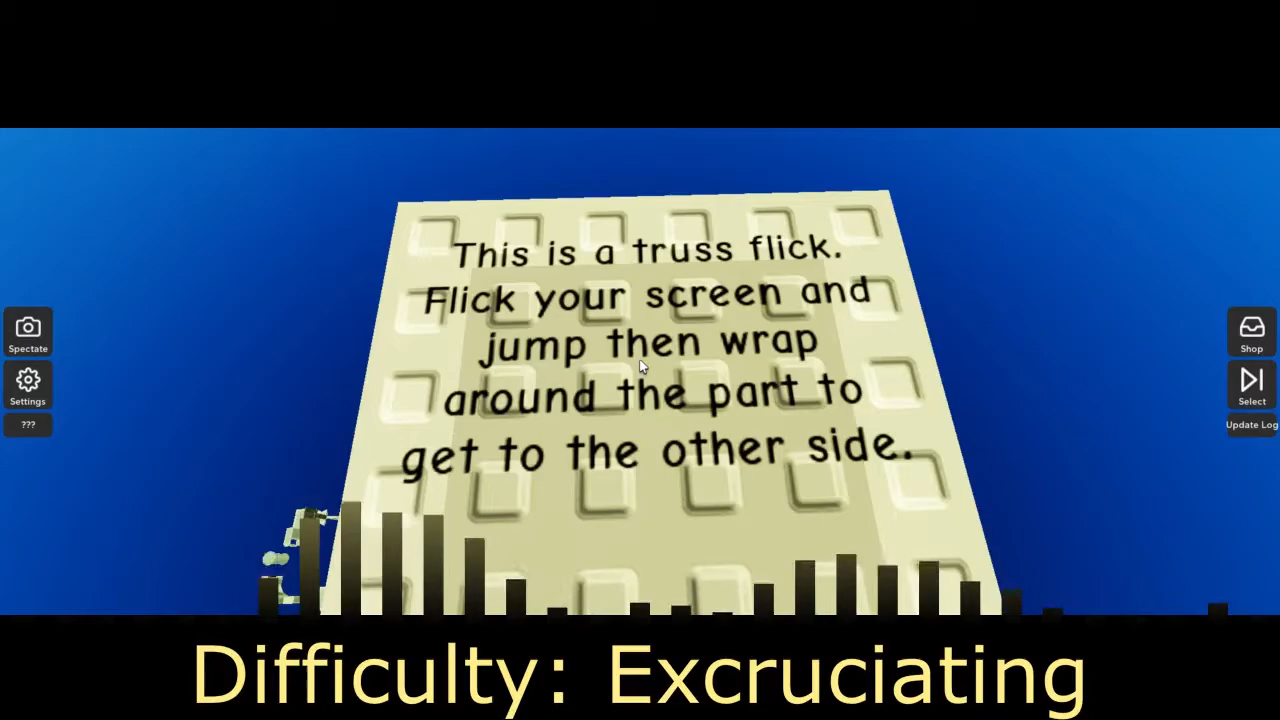 This is a truss flick.
Flick your screen and
jump then wrap
around the part to
get to the other side.
Spectate
Settings
???
Shop
Select
Update Log
Difficulty: Excruciating